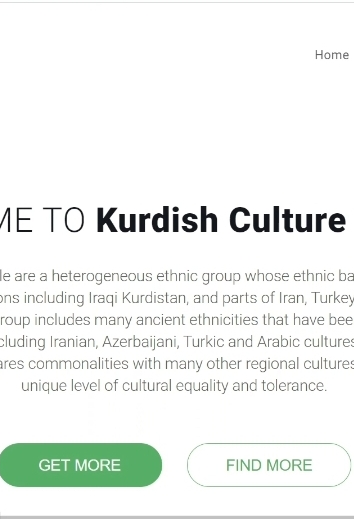 Home
ME TO Kurdish Culture
le are a heterogeneous ethnic group whose ethnic ba
ons including Iraqi Kurdistan, and parts of Iran, Turkey
roup includes many ancient ethnicities that have bee
cluding Iranian, Azerbaijani, Turkic and Arabic cultures
ares commonalities with many other regional cultures
unique level of cultural equality and tolerance.
GET MORE
FIND MORE